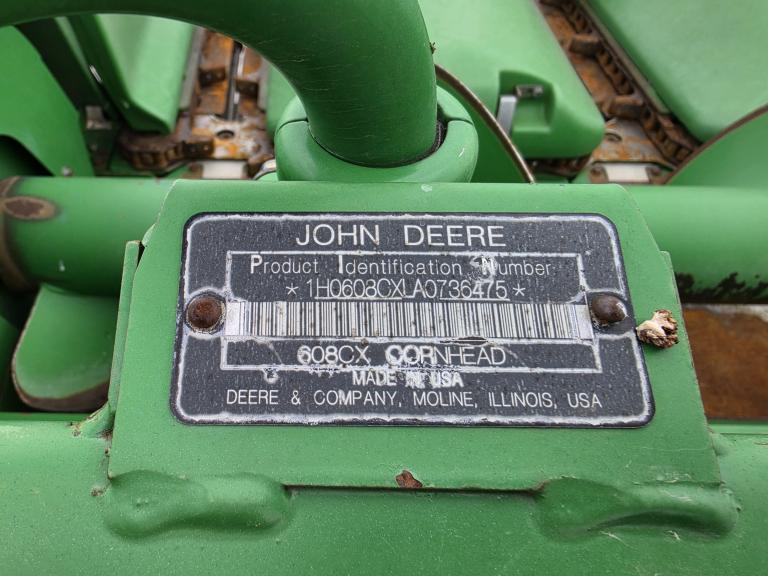 JOHN DEERE
Product Identification Number
*1H0608CXLA0736475*
608CX CORNHEAD
MADE IN USA
DEERE & COMPANY, MOLINE, ILLINOIS, USA